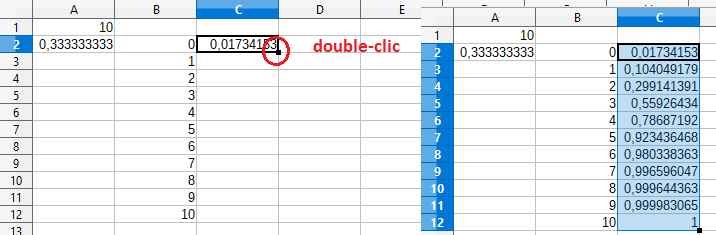 A B C D E
1 10
2 0,333333333 0 0,01734153 double-clic
3 1
4 2
5 3
6 4
7 5
8 6
9 7
10 8
11 9
12 10
13
A B C
1 10
2 0,333333333 0 0,01734153
3 1 0,104049179
4 2 0,299141391
5 3 0,55926434
6 4 0,78687192
7 5 0,923436468
8 6 0,980338363
9 7 0,996596047
10 8 0,999644363
11 9 0,999983065
12 10 1